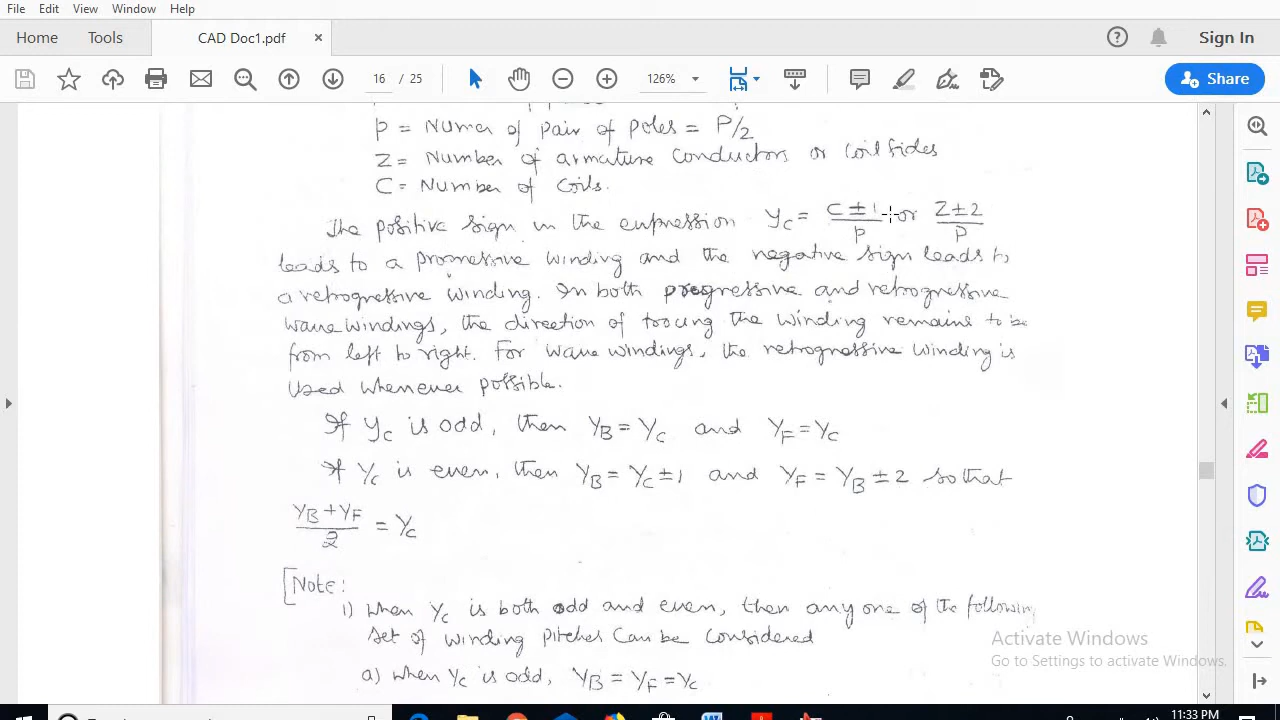 File Edit View Window Help
Home Tools CAD Doc1.pdf × Sign In
16 / 25 126% Share
p = Numer of pair of poles = P/2
Z = Number of armature conductors or coil sides
C = Number of Coils.
The positive sign in the expression Yc = C ± 1 / p or Z ± 2 / P
leads to a progressive winding and the negative sign leads to
a retrogressive winding. In both progressive and retrogressive
wave windings, the direction of tracing the winding remains to be
from left to right. For wave windings, the retrogressive winding is
used whenever possible.
If Yc is odd, then YB = Yc and YF = Yc
If Yc is even, then YB = Yc ± 1 and YF = YB ± 2 so that
YB + YF / 2 = Yc
[Note:
1) When Yc is both odd and even, then any one of the following
set of winding pitches can be considered
a) when Yc is odd, YB = YF = Yc
Activate Windows
Go to Settings to activate Windows.
11:33 PM